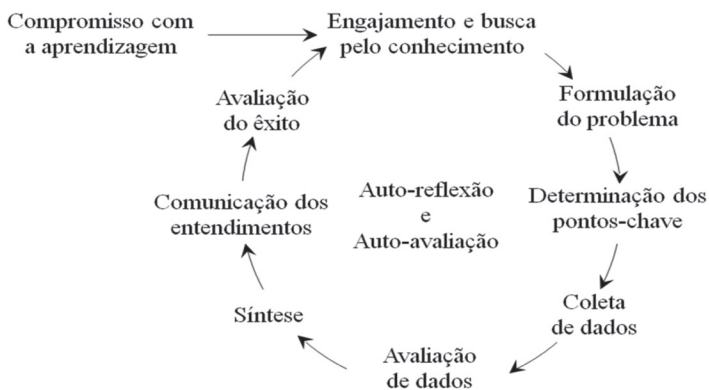 Compromisso com
a aprendizagem
Engajamento e busca
pelo conhecimento
Formulação
do problema
Determinação dos
pontos-chave
Coleta
de dados
Avaliação
de dados
Síntese
Comunicação dos
entendimentos
Avaliação
do êxito
Auto-reflexão
e
Auto-avaliação